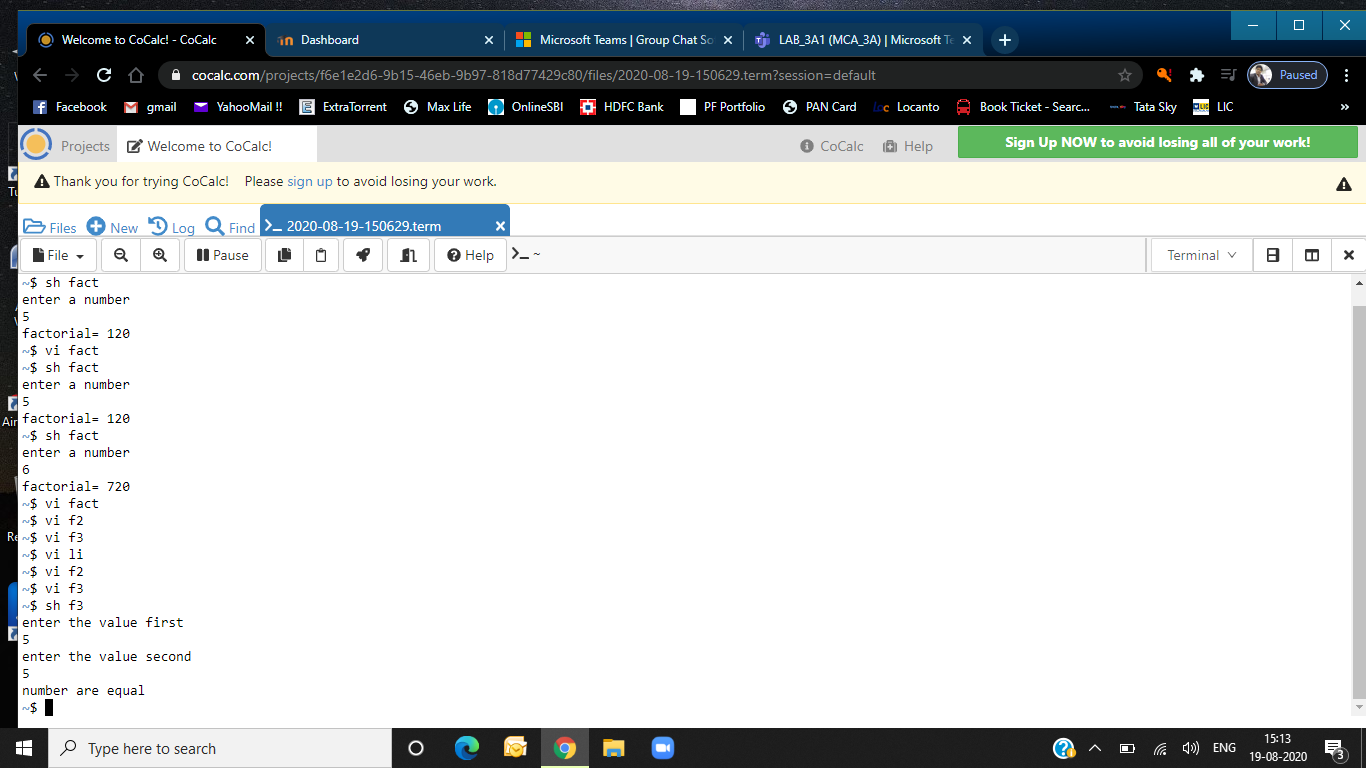 Welcome to CoCalc! - CoCalc
Dashboard
Microsoft Teams | Group Chat So
LAB_3A1 (MCA_3A) | Microsoft Te
cocalc.com/projects/f6e1e2d6-9b15-46eb-9b97-818d77429c80/files/2020-08-19-150629.term?session=default
Paused
Facebook
gmail
YahooMail !!
ExtraTorrent
Max Life
OnlineSBI
HDFC Bank
PF Portfolio
PAN Card
Locanto
Book Ticket - Searc...
Tata Sky
LIC
»
Projects
Welcome to CoCalc!
CoCalc
Help
Sign Up NOW to avoid losing all of your work!
Thank you for trying CoCalc! Please sign up to avoid losing your work.
Files
New
Log
Find
2020-08-19-150629.term
File
Pause
Help
~
Terminal
~$ sh fact
enter a number
5
factorial= 120
~$ vi fact
~$ sh fact
enter a number
5
factorial= 120
~$ sh fact
enter a number
6
factorial= 720
~$ vi fact
~$ vi f2
~$ vi f3
~$ vi li
~$ vi f2
~$ vi f3
~$ sh f3
enter the value first
5
enter the value second
5
number are equal
~$
Type here to search
ENG
15:13
19-08-2020
3